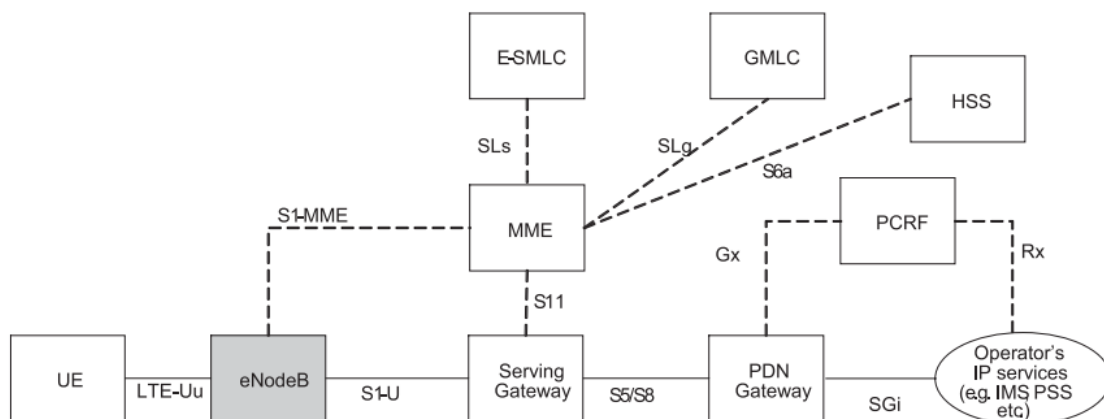 E-SMLC
GMLC
HSS
SLs
SLg
S6a
S1-MME
MME
PCRF
Gx
Rx
S11
UE
LTE-Uu
eNodeB
S1-U
Serving
Gateway
S5/S8
PDN
Gateway
SGi
Operator's
IP services
(e.g. IMS PSS
etc)